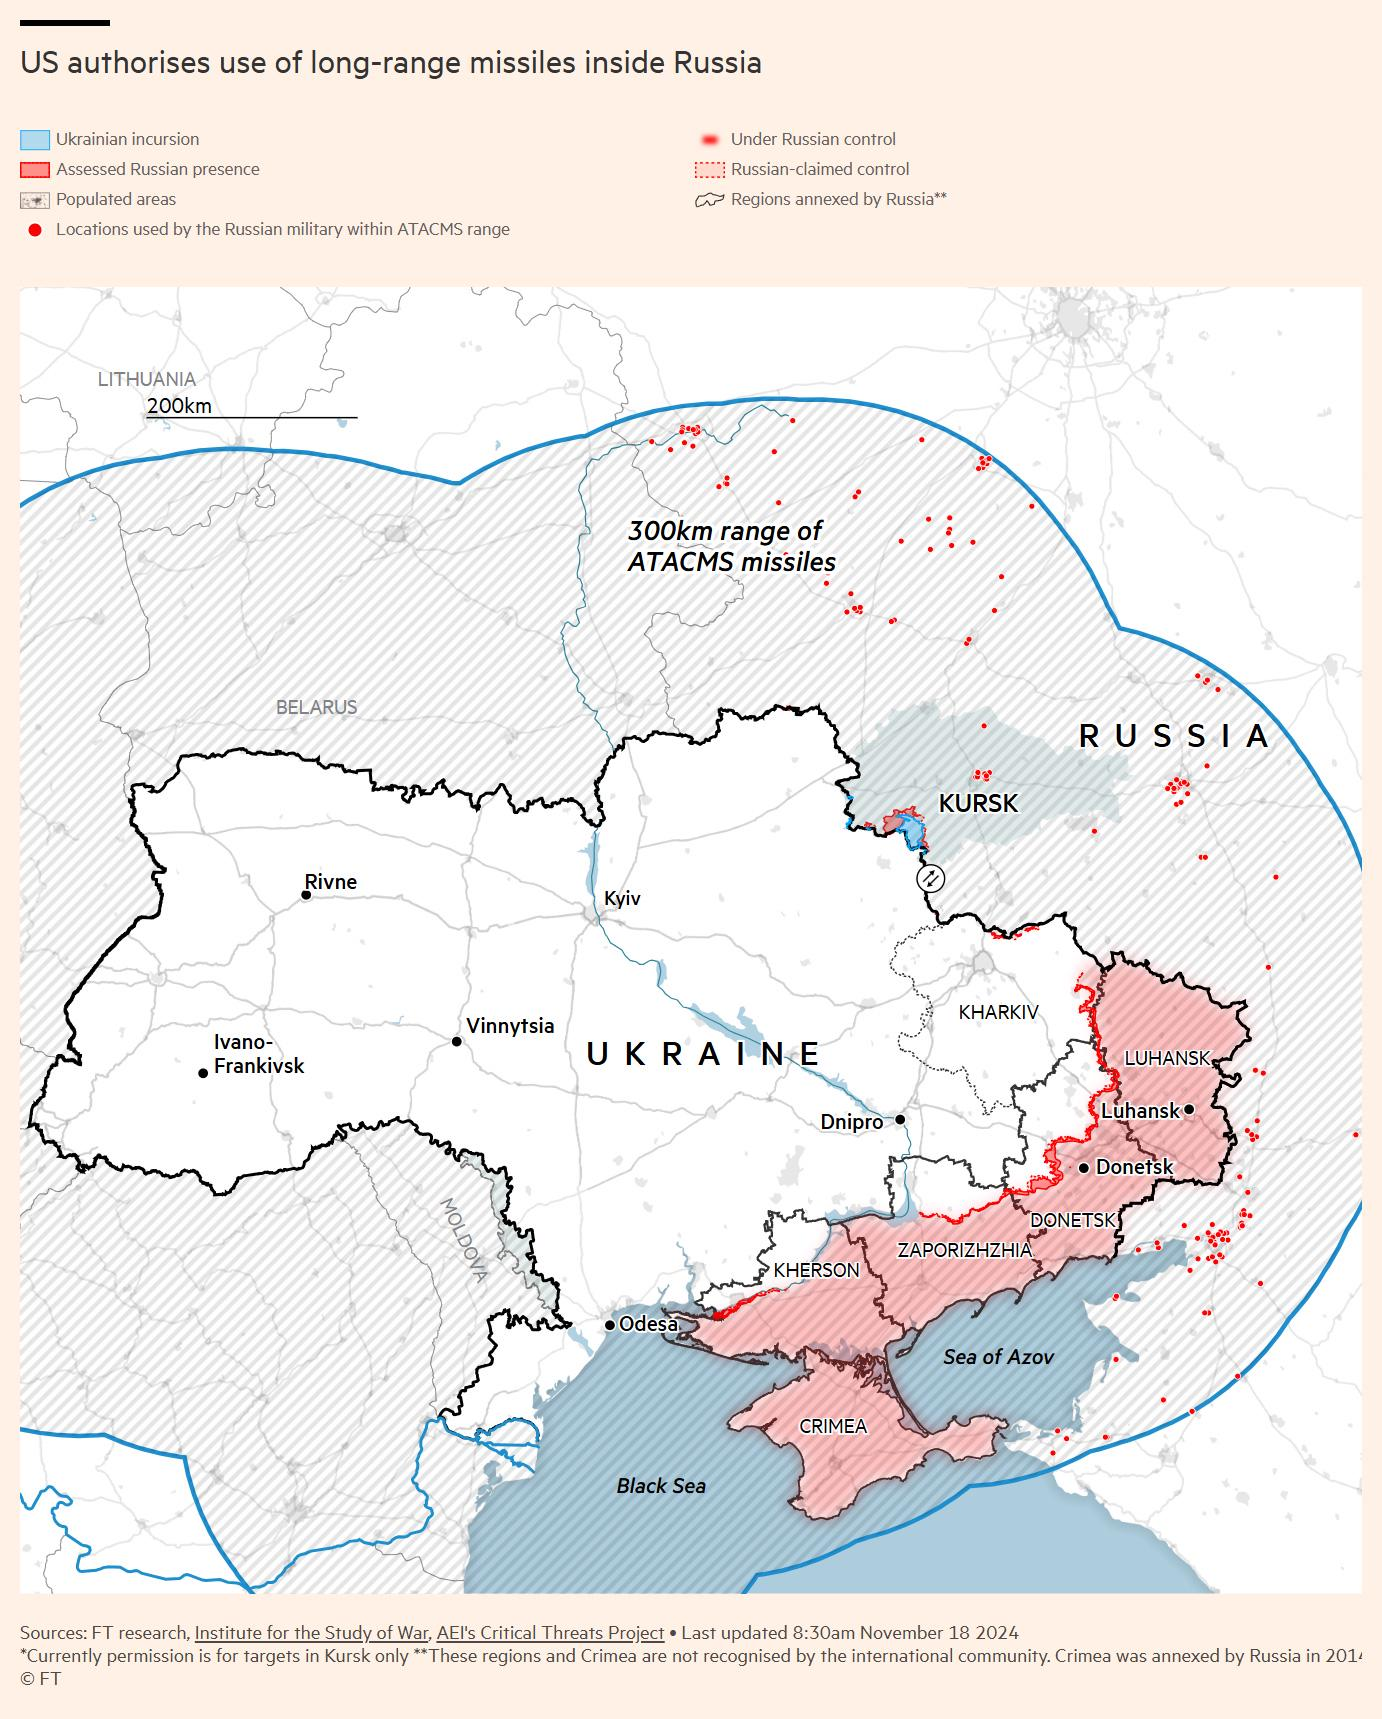 US authorises use of long-range missiles inside Russia
Ukrainian incursion
Assessed Russian presence
Populated areas
Locations used by the Russian military within ATACMS range
Under Russian control
Russian-claimed control
Regions annexed by Russia**
LITHUANIA
200km
300km range of
ATACMS missiles
BELARUS
RUSSIA
KURSK
Rivne
Kyiv
KHARKIV
Ivano-
Frankivsk
Vinnytsia
UKRAINE
LUHANSK
Luhansk
Dnipro
Donetsk
MOLDOVA
DONETSK
ZAPORIZHZHIA
KHERSON
Odesa
Sea of Azov
CRIMEA
Black Sea
Sources: FT research, Institute for the Study of War, AEI's Critical Threats Project • Last updated 8:30am November 18 2024
*Currently permission is for targets in Kursk only **These regions and Crimea are not recognised by the international community. Crimea was annexed by Russia in 2014
© FT